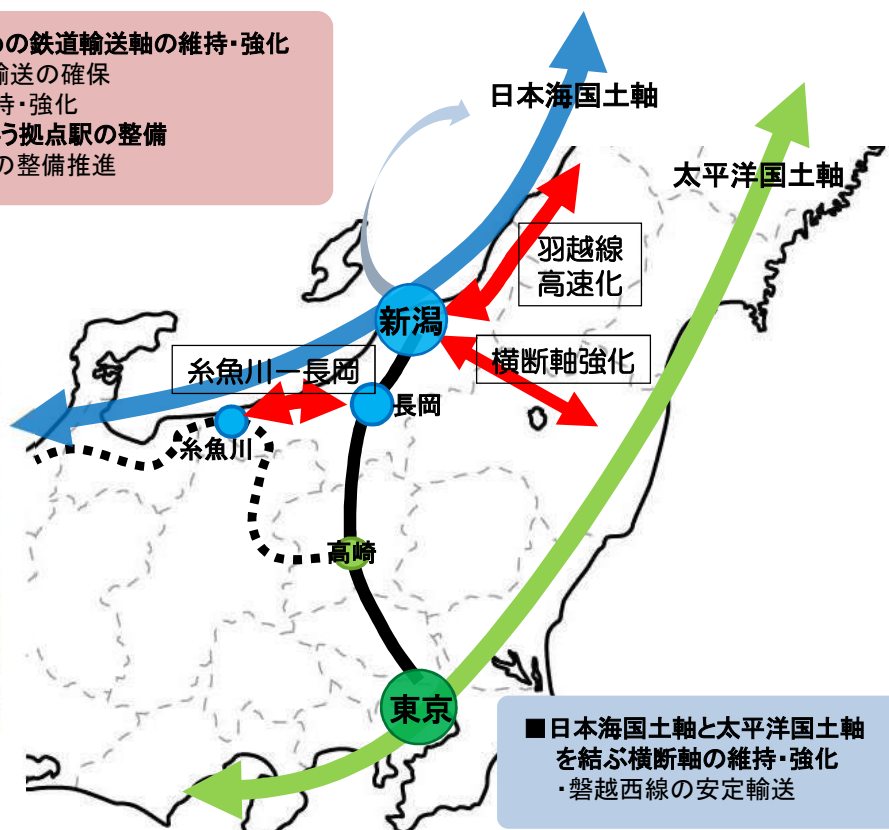 の鉄道輸送軸の維持・強化
輸送の確保
持・強化
う拠点駅の整備
の整備推進
日本海国土軸
太平洋国土軸
羽越線
高速化
新潟
横断軸強化
糸魚川ー長岡
長岡
糸魚川
高崎
東京
■日本海国土軸と太平洋国土軸
を結ぶ横断軸の維持・強化
・磐越西線の安定輸送